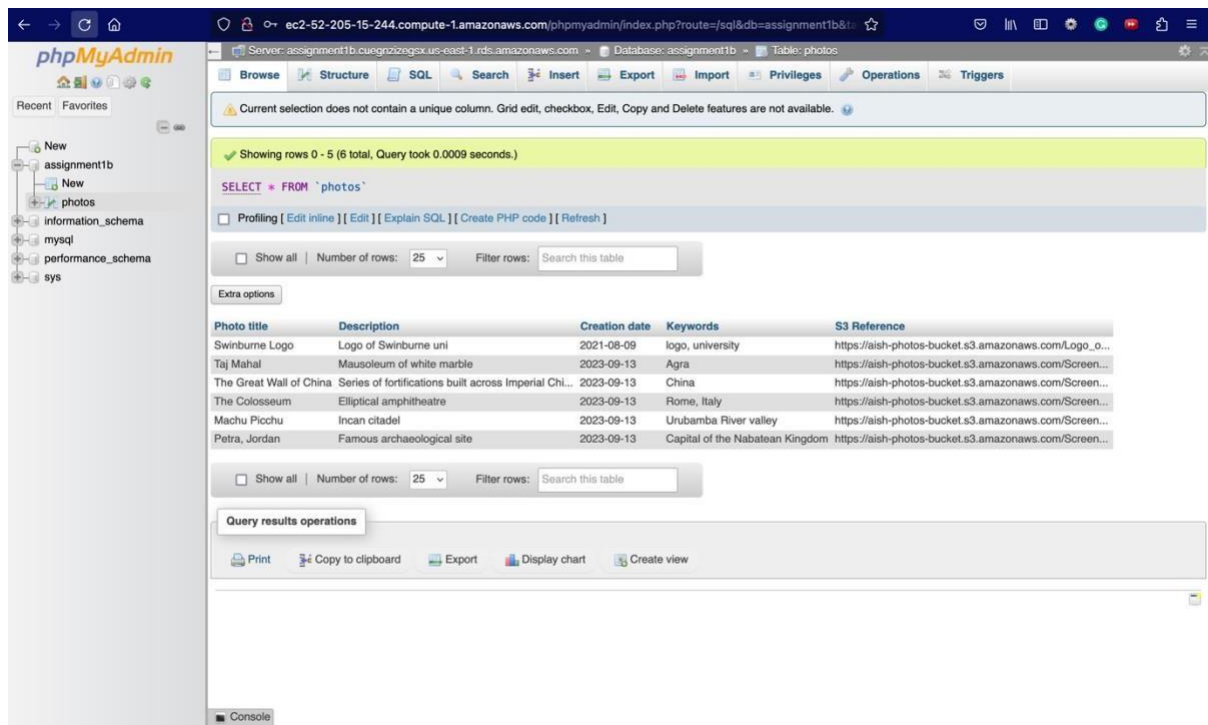 ec2-52-205-15-244.compute-1.amazonaws.com/phpmyadmin/index.php?route=/sql&db=assignment1b&ta
phpMyAdmin
Recent Favorites
New
assignment1b
New
photos
information_schema
mysql
performance_schema
sys
Server: assignment1b.cuegnzizegsx.us-east-1.rds.amazonaws.com » Database: assignment1b » Table: photos
Browse Structure SQL Search Insert Export Import Privileges Operations Triggers
Current selection does not contain a unique column. Grid edit, checkbox, Edit, Copy and Delete features are not available.
Showing rows 0 - 5 (6 total, Query took 0.0009 seconds.)
SELECT * FROM `photos`
Profiling [ Edit inline ] [ Edit ] [ Explain SQL ] [ Create PHP code ] [ Refresh ]
Show all | Number of rows: 25 Filter rows: Search this table
Extra options
Photo title Description Creation date Keywords S3 Reference
Swinburne Logo Logo of Swinburne uni 2021-08-09 logo, university https://aish-photos-bucket.s3.amazonaws.com/Logo_o...
Taj Mahal Mausoleum of white marble 2023-09-13 Agra https://aish-photos-bucket.s3.amazonaws.com/Screen...
The Great Wall of China Series of fortifications built across Imperial Chi... 2023-09-13 China https://aish-photos-bucket.s3.amazonaws.com/Screen...
The Colosseum Elliptical amphitheatre 2023-09-13 Rome, Italy https://aish-photos-bucket.s3.amazonaws.com/Screen...
Machu Picchu Incan citadel 2023-09-13 Urubamba River valley https://aish-photos-bucket.s3.amazonaws.com/Screen...
Petra, Jordan Famous archaeological site 2023-09-13 Capital of the Nabatean Kingdom https://aish-photos-bucket.s3.amazonaws.com/Screen...
Show all | Number of rows: 25 Filter rows: Search this table
Query results operations
Print Copy to clipboard Export Display chart Create view
Console